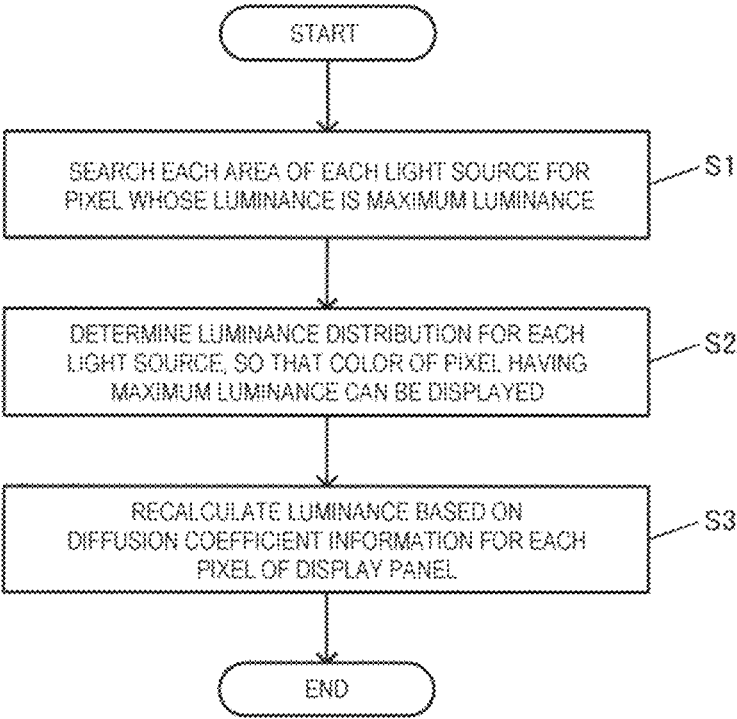 START
SEARCH EACH AREA OF EACH LIGHT SOURCE FOR
PIXEL WHOSE LUMINANCE IS MAXIMUM LUMINANCE
S1
DETERMINE LUMINANCE DISTRIBUTION FOR EACH
LIGHT SOURCE, SO THAT COLOR OF PIXEL HAVING
MAXIMUM LUMINANCE CAN BE DISPLAYED
S2
RECALCULATE LUMINANCE BASED ON
DIFFUSION COEFFICIENT INFORMATION FOR EACH
PIXEL OF DISPLAY PANEL
S3
END